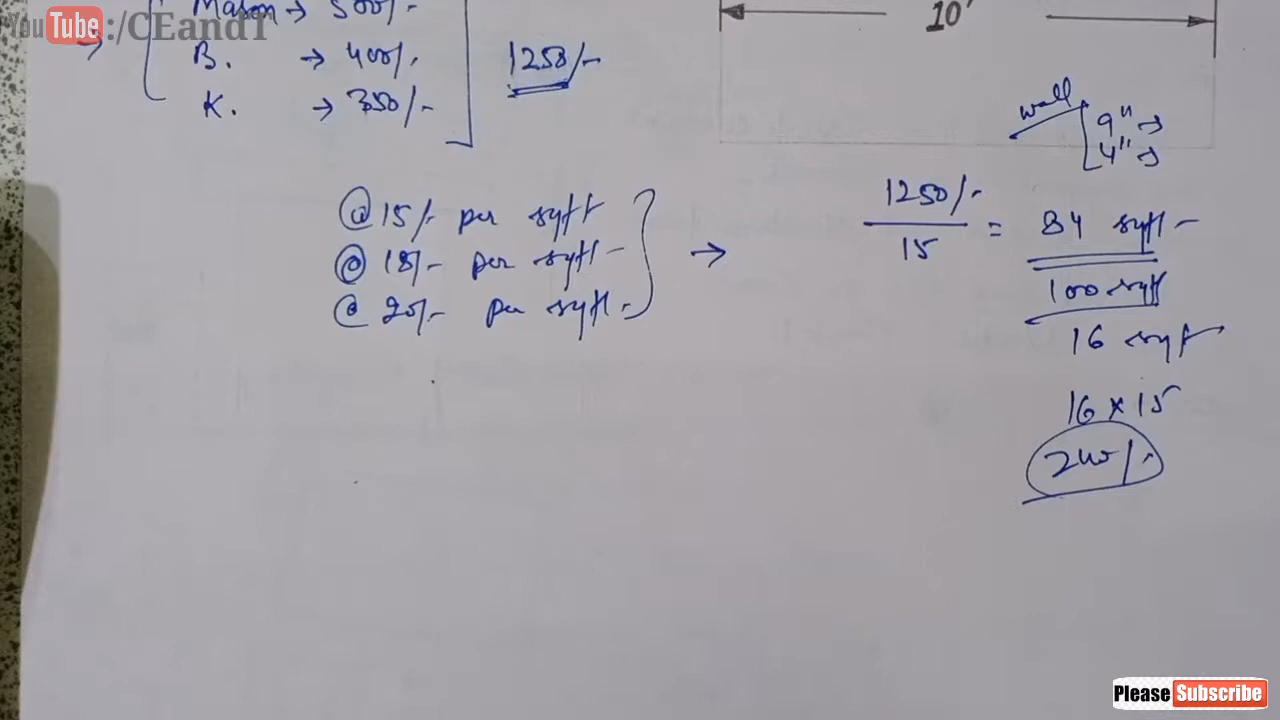 YouTube:/CEandT
Mason → 500/-
B. → 400/-
K. → 350/-
1250/-
10'
wall
9" →
4" →
@ 15/- per sqft
@ 18/- per sqft
@ 20/- per sqft
→
1250/-
15
= 84 sqft
100 sqft
16 sqft
16 × 15
240/-
Please Subscribe